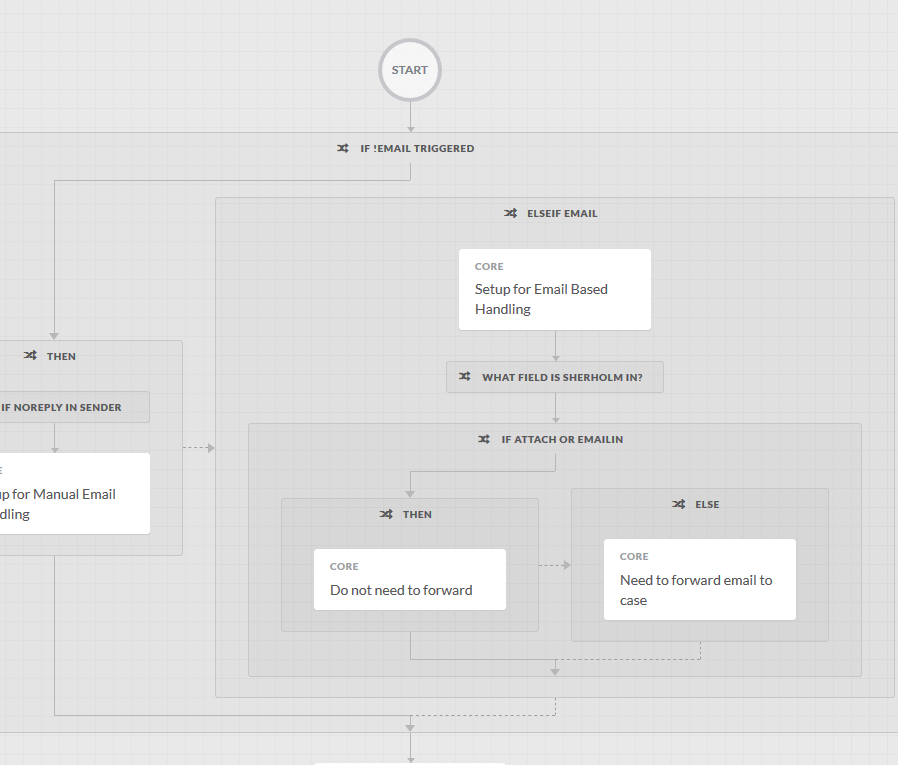 START
IF !EMAIL TRIGGERED
ELSEIF EMAIL
CORE
Setup for Email Based
Handling
WHAT FIELD IS SHERHOLM IN?
THEN
IF NOREPLY IN SENDER
for Manual Email
IF ATTACH OR EMAILIN
THEN
CORE
Do not need to forward
ELSE
CORE
Need to forward email to
case